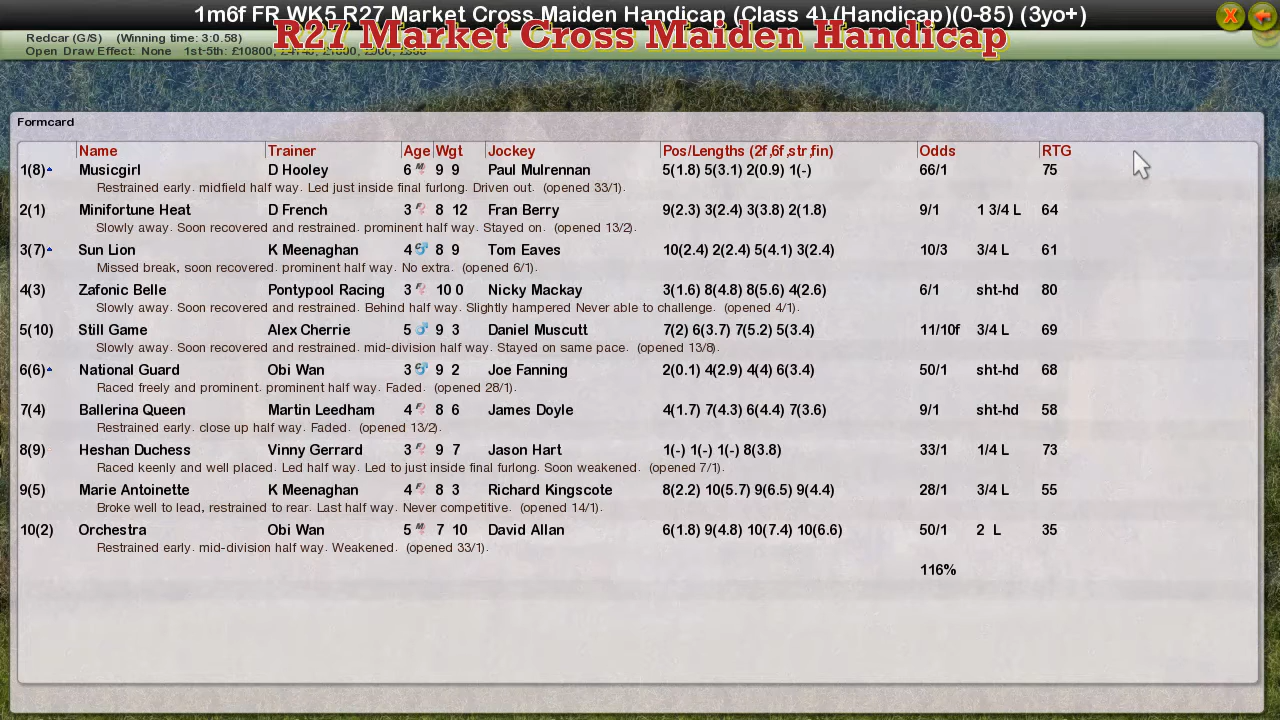 1m6f FR WK5 R27 Market Cross Maiden Handicap (Class 4) (Handicap)(0-85) (3yo+)
R27 Market Cross Maiden Handicap
Redcar (G/S) (Winning time: 3:0.58)
Open Draw Effect: None 1st-5th: £10800,
Formcard
Name Trainer Age Wgt Jockey Pos/Lengths (2f,6f,str,fin) Odds RTG
1(8) Musicgirl D Hooley 6 9 9 Paul Mulrennan 5(1.8) 5(3.1) 2(0.9) 1(-) 66/1 75
Restrained early. midfield half way. Led just inside final furlong. Driven out. (opened 33/1).
2(1) Minifortune Heat D French 3 8 12 Fran Berry 9(2.3) 3(2.4) 3(3.8) 2(1.8) 9/1 1 3/4 L 64
Slowly away. Soon recovered and restrained. prominent half way. Stayed on. (opened 13/2).
3(7) Sun Lion K Meenaghan 4 8 9 Tom Eaves 10(2.4) 2(2.4) 5(4.1) 3(2.4) 10/3 3/4 L 61
Missed break, soon recovered. prominent half way. No extra. (opened 6/1).
4(3) Zafonic Belle Pontypool Racing 3 10 0 Nicky Mackay 3(1.6) 8(4.8) 8(5.6) 4(2.6) 6/1 sht-hd 80
Slowly away. Soon recovered and restrained. Behind half way. Slightly hampered Never able to challenge. (opened 4/1).
5(10) Still Game Alex Cherrie 5 9 3 Daniel Muscutt 7(2) 6(3.7) 7(5.2) 5(3.4) 11/10f 3/4 L 69
Slowly away. Soon recovered and restrained. mid-division half way. Stayed on same pace. (opened 13/8).
6(6) National Guard Obi Wan 3 9 2 Joe Fanning 2(0.1) 4(2.9) 4(4) 6(3.4) 50/1 sht-hd 68
Raced freely and prominent. prominent half way. Faded. (opened 28/1).
7(4) Ballerina Queen Martin Leedham 4 8 6 James Doyle 4(1.7) 7(4.3) 6(4.4) 7(3.6) 9/1 sht-hd 58
Restrained early. close up half way. Faded. (opened 13/2).
8(9) Heshan Duchess Vinny Gerrard 3 9 7 Jason Hart 1(-) 1(-) 1(-) 8(3.8) 33/1 1/4 L 73
Raced keenly and well placed. Led half way. Led to just inside final furlong. Soon weakened. (opened 7/1).
9(5) Marie Antoinette K Meenaghan 4 8 3 Richard Kingscote 8(2.2) 10(5.7) 9(6.5) 9(4.4) 28/1 3/4 L 55
Broke well to lead, restrained to rear. Last half way. Never competitive. (opened 14/1).
10(2) Orchestra Obi Wan 5 7 10 David Allan 6(1.8) 9(4.8) 10(7.4) 10(6.6) 50/1 2 L 35
Restrained early. mid-division half way. Weakened. (opened 33/1).
116%